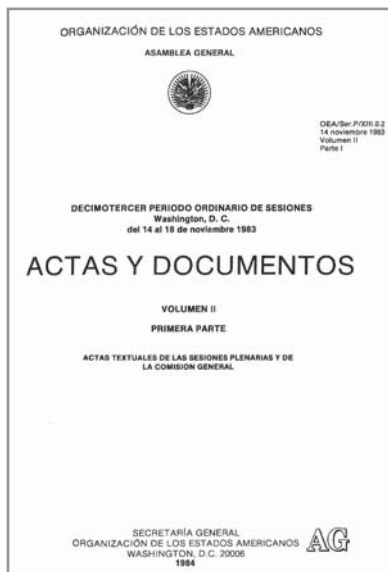 ORGANIZACIÓN DE LOS ESTADOS AMERICANOS
ASAMBLEA GENERAL
OEA/Ser.P/XIII.0.2
14 noviembre 1983
Volumen II
Parte I
DECIMOTERCER PERIODO ORDINARIO DE SESIONES
Washington, D. C.
del 14 al 18 de noviembre 1983
ACTAS Y DOCUMENTOS
VOLUMEN II
PRIMERA PARTE
ACTAS TEXTUALES DE LAS SESIONES PLENARIAS Y DE
LA COMISION GENERAL
SECRETARÍA GENERAL
ORGANIZACIÓN DE LOS ESTADOS AMERICANOS
WASHINGTON, D.C. 20006
1984
AG